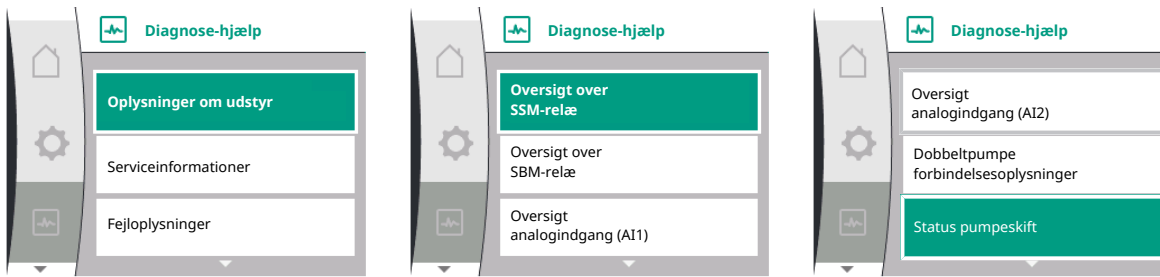 Diagnose-hjælp
Oplysninger om udstyr
Serviceinformationer
Fejloplysninger
Diagnose-hjælp
Oversigt over
SSM-relæ
Oversigt over
SBM-relæ
Oversigt
analogindgang (AI1)
Diagnose-hjælp
Oversigt
analogindgang (AI2)
Dobbeltpumpe
forbindelsesoplysninger
Status pumpeskift